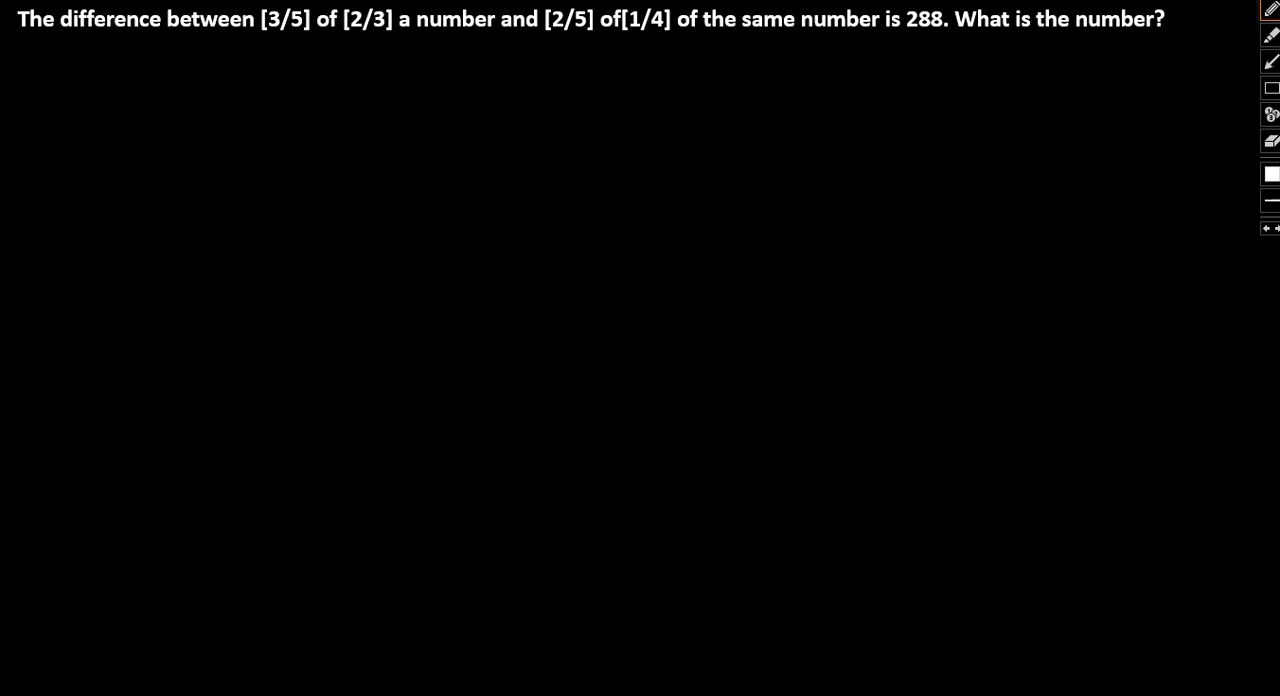 The difference between [3/5] of [2/3] a number and [2/5] of[1/4] of the same number is 288. What is the number?